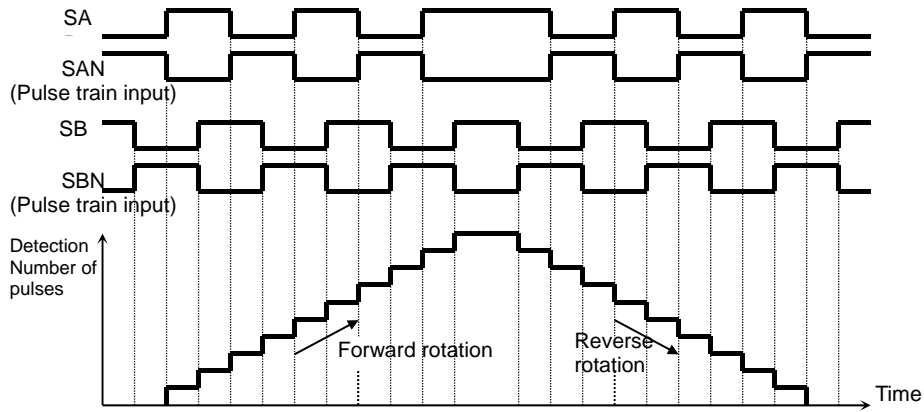 SA
SAN
(Pulse train input)
SB
SBN
(Pulse train input)
Detection
Number of
pulses
Forward rotation
Reverse
rotation
Time